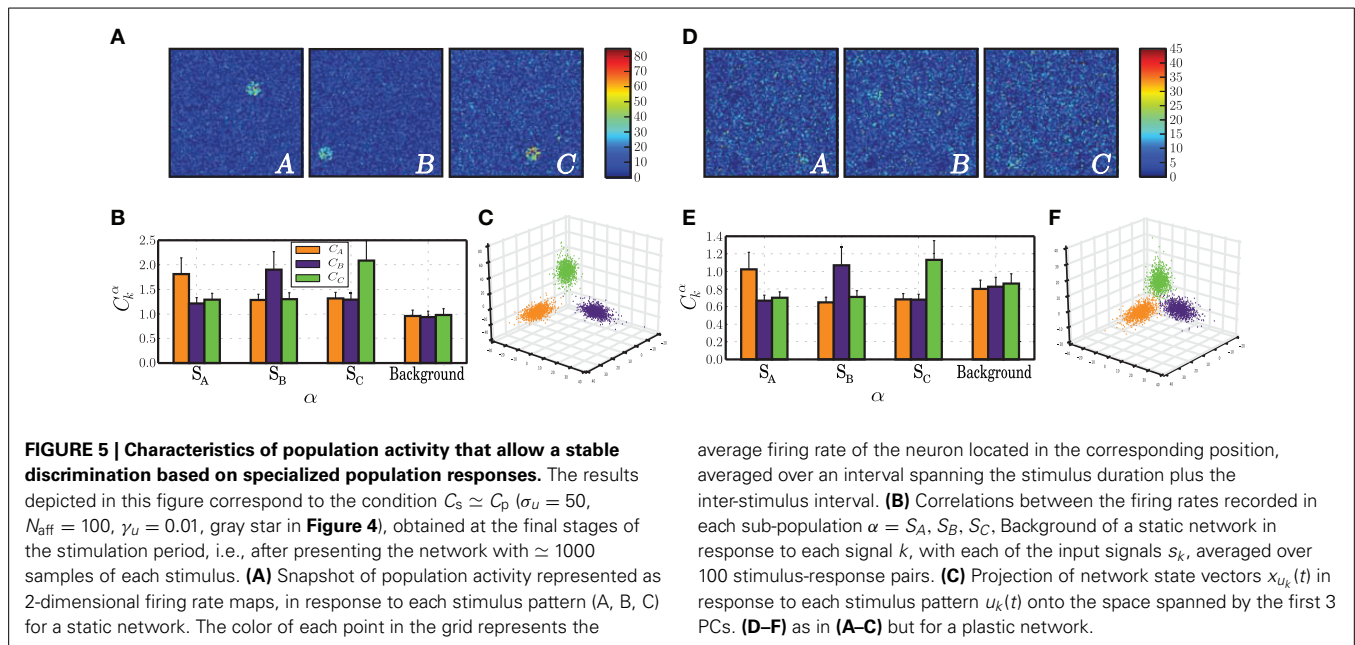 A
A
B
C
80
70
60
50
40
30
20
10
0
D
A
B
C
45
40
35
30
25
20
15
10
5
0
B
2.5
2.0
1.5
1.0
0.5
0.0
C_k^α
C_A
C_B
C_C
S_A S_B S_C Background
α
C
E
1.4
1.2
1.0
0.8
0.6
0.4
0.2
0.0
C_k^α
S_A S_B S_C Background
α
F
FIGURE 5 | Characteristics of population activity that allow a stable
discrimination based on specialized population responses. The results
depicted in this figure correspond to the condition C_s ≃ C_p (σ_u = 50,
N_aff = 100, γ_u = 0.01, gray star in Figure 4), obtained at the final stages of
the stimulation period, i.e., after presenting the network with ≃ 1000
samples of each stimulus. (A) Snapshot of population activity represented as
2-dimensional firing rate maps, in response to each stimulus pattern (A, B, C)
for a static network. The color of each point in the grid represents the
average firing rate of the neuron located in the corresponding position,
averaged over an interval spanning the stimulus duration plus the
inter-stimulus interval. (B) Correlations between the firing rates recorded in
each sub-population α = S_A, S_B, S_C, Background of a static network in
response to each signal k, with each of the input signals s_k, averaged over
100 stimulus-response pairs. (C) Projection of network state vectors x_{u_k}(t) in
response to each stimulus pattern u_k(t) onto the space spanned by the first 3
PCs. (D–F) as in (A–C) but for a plastic network.